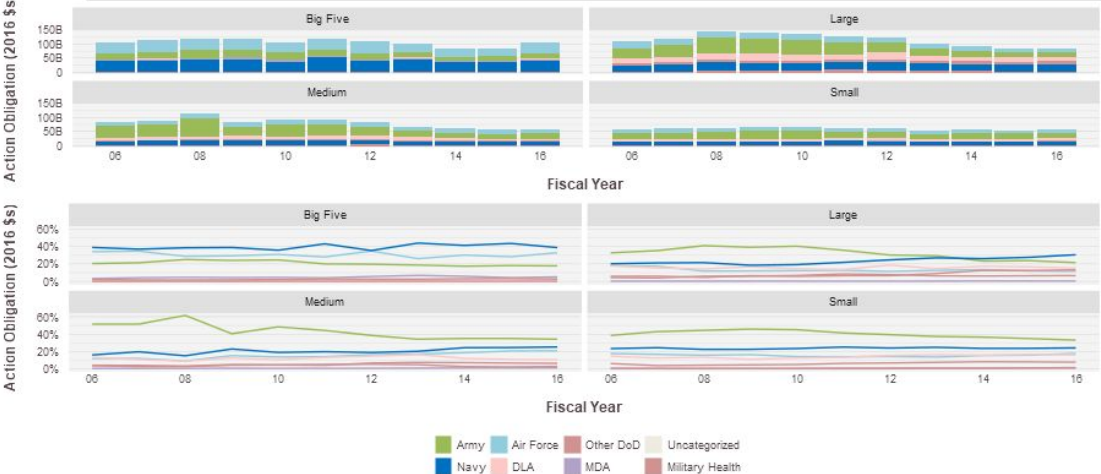 Action Obligation (2016 $s)
Big Five
Large
150B
100B
50B
0
Medium
Small
150B
100B
50B
0
06 08 10 12 14 16
06 08 10 12 14 16
Fiscal Year
Action Obligation (2016 $s)
Big Five
Large
60%
40%
20%
0%
Medium
Small
60%
40%
20%
0%
06 08 10 12 14 16
06 08 10 12 14 16
Fiscal Year
Army Air Force Other DoD Uncategorized
Navy DLA MDA Military Health